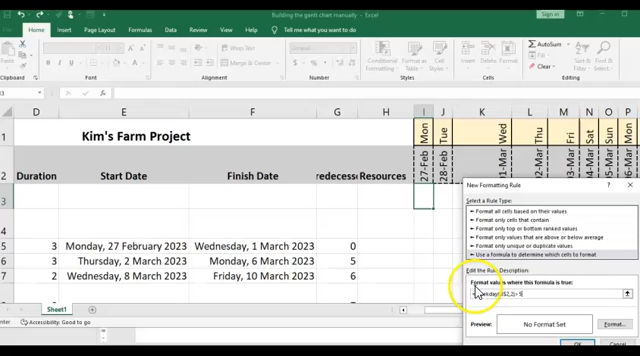 Building the gantt chart manually - Excel
Sign in
File Home Insert Draw Page Layout Formulas Data Review View Help Tell me what you want to do
Paste
Wrap Text
Merge & Center
Conditional Formatting Format as Table Cell Styles
Insert Delete Format
AutoSum
Fill
Clear
Sort & Filter
Find & Select
Clipboard Font Alignment Number Styles Cells Editing
D E F G H I J K L M N O P
1 Kim's Farm Project Mon Tue Wed Thu Fri Sat Sun Mon
2 Duration Start Date Finish Date redecess Resources 27-Feb 28-Feb 01-Mar 02-Mar 03-Mar
3
5 3 Monday, 27 February 2023 Wednesday, 1 March 2023 0
6 3 Thursday, 2 March 2023 Monday, 6 March 2023 5
7 2 Wednesday, 8 March 2023 Friday, 10 March 2023 6
New Formatting Rule
Select a Rule Type:
Format all cells based on their values
Format only cells that contain
Format only top or bottom ranked values
Format only values that are above or below average
Format only unique or duplicate values
Use a formula to determine which cells to format
Edit the Rule Description:
Format values where this formula is true:
Preview: No Format Set Format...
OK Cancel
Sheet1
Accessibility: Good to go